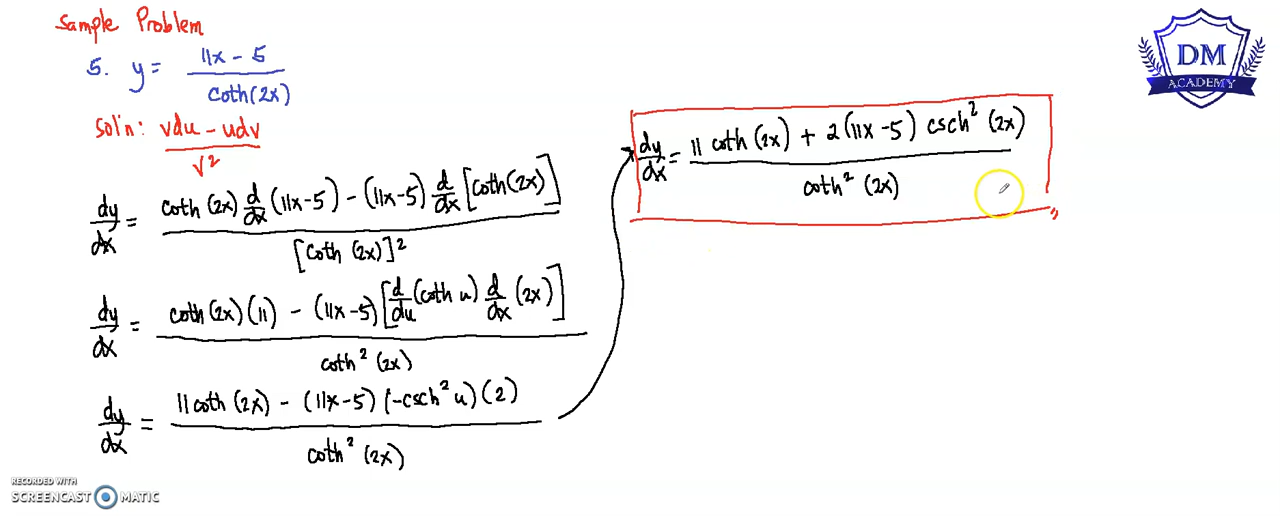 Sample Problem
5. y = (11x - 5) / coth(2x)
Sol'n: (vdu - udv) / v²
dy/dx = (coth (2x) d/dx (11x-5) - (11x-5) d/dx [coth(2x)]) / [coth (2x)]²
dy/dx = (coth (2x) (11) - (11x-5) [d/du (coth u) d/dx (2x)]) / coth² (2x)
dy/dx = (11 coth (2x) - (11x-5) (-csch² u) (2)) / coth² (2x)
dy/dx = (11 coth (2x) + 2 (11x-5) csch² (2x)) / coth² (2x)
DM
ACADEMY
RECORDED WITH
SCREENCAST MATIC